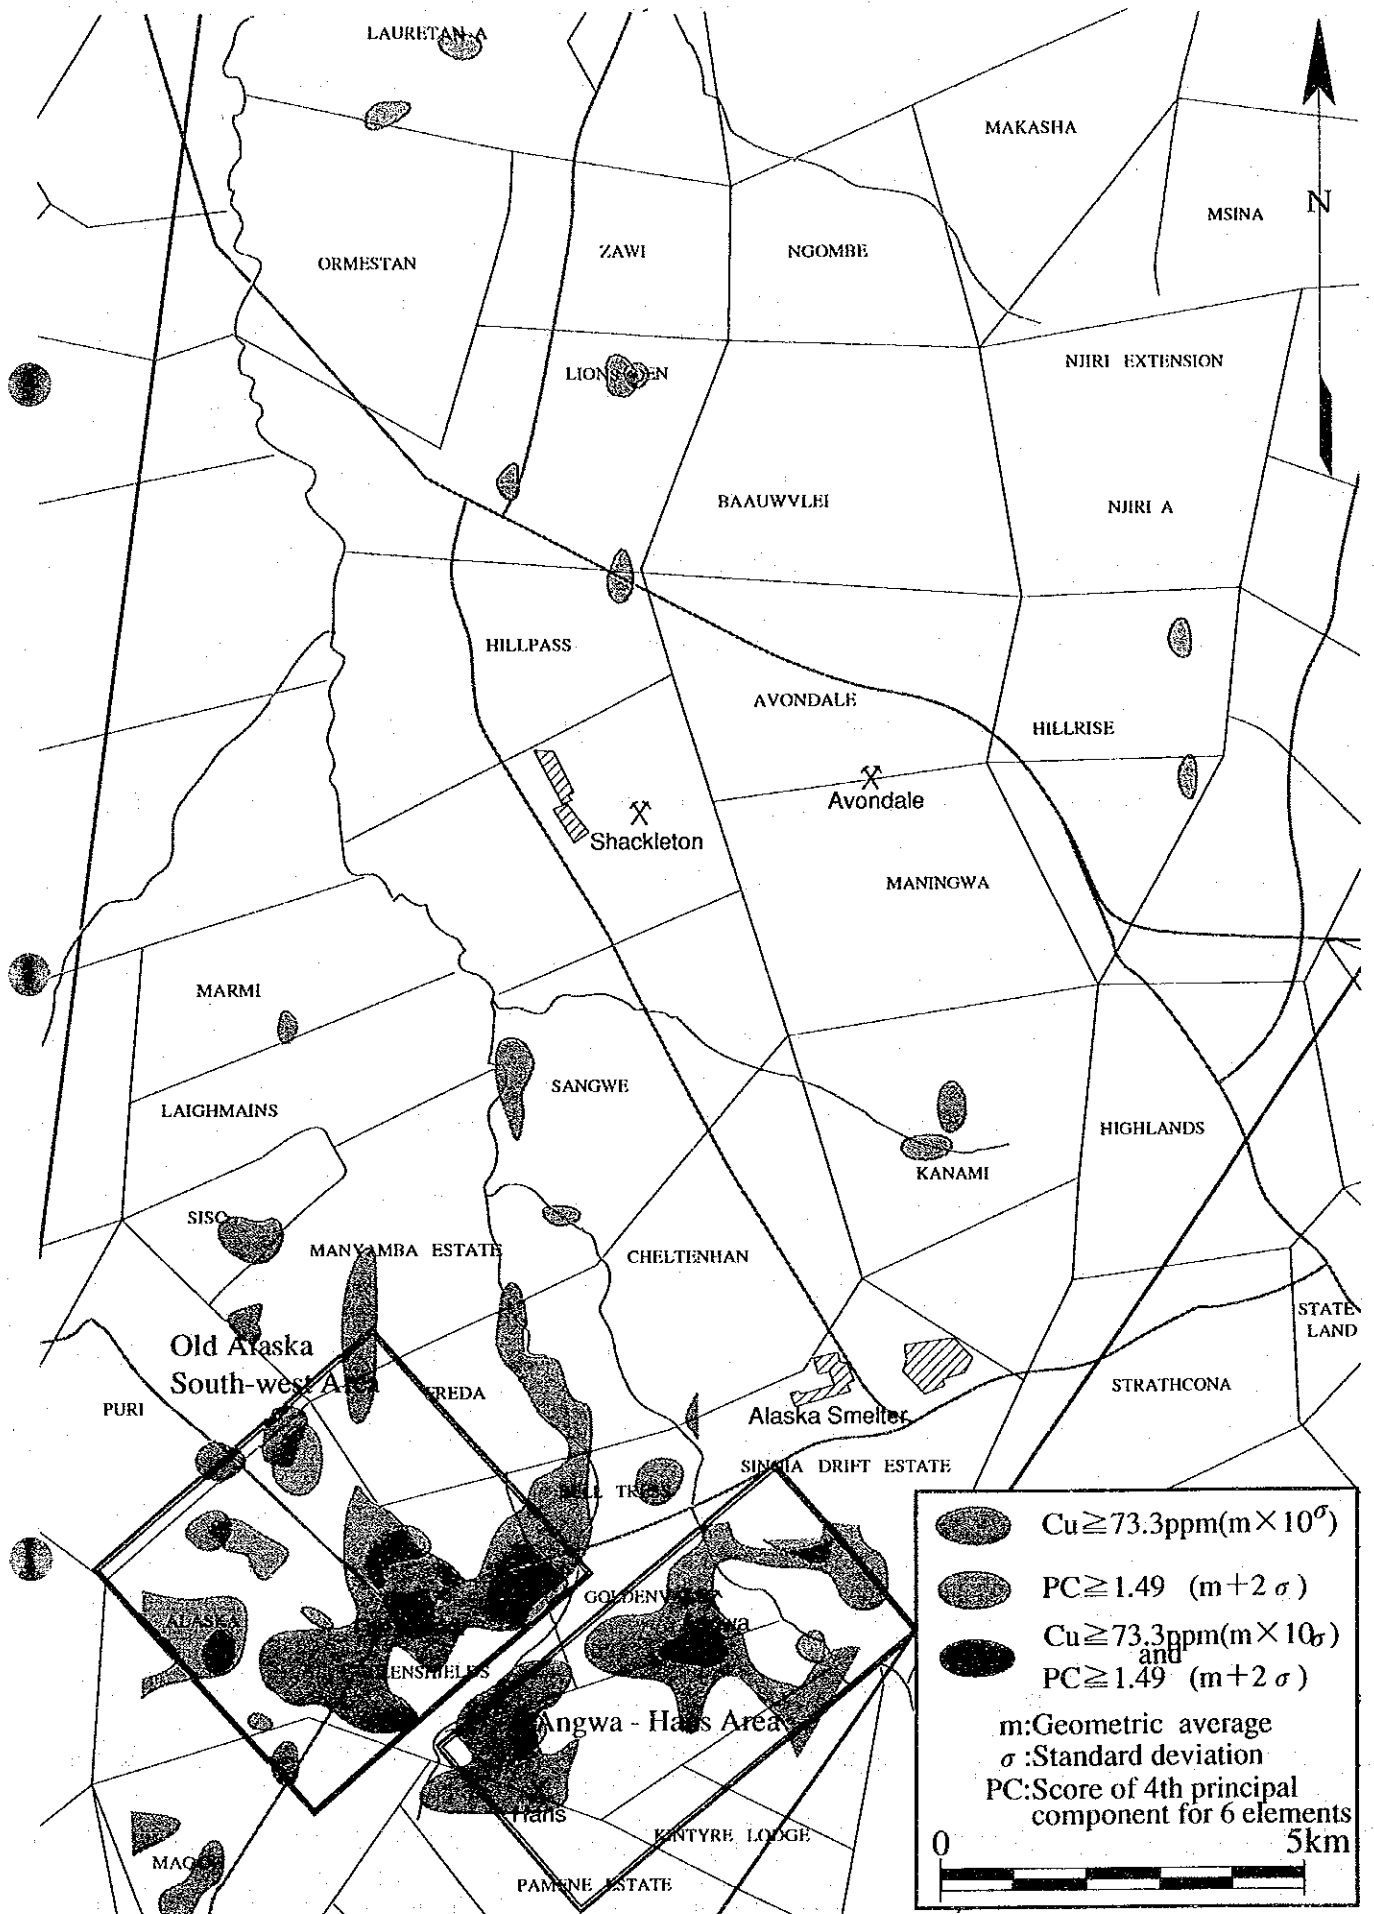 LAURETAN A
MAKASHA
MSINA
N
ORMESTAN
ZAWI
NGOMBE
NJIRI EXTENSION
BAAUWVLEI
NJIRI A
HILLPASS
AVONDALE
HILLRISE
Avondale
Shackleton
MANINGWA
MARMI
SANGWE
LAIGHMAINS
HIGHLANDS
KANAMI
MANYAMBA ESTATE
CHELTENHAN
STATE
LAND
Old Alaska
South-west Area
PURI
STRATHCONA
Alaska Smelter
DRIFT ESTATE
ALASKA
Angwa - Hans Area
Hans
KINTYRE LODGE
PAMENE ESTATE
Cu≧73.3ppm(m×10σ)
PC≧1.49 (m+2 σ)
Cu≧73.3ppm(m×10σ)
and
PC≧1.49 (m+2 σ)
m:Geometric average
σ :Standard deviation
PC:Score of 4th principal
component for 6 elements
0 5km